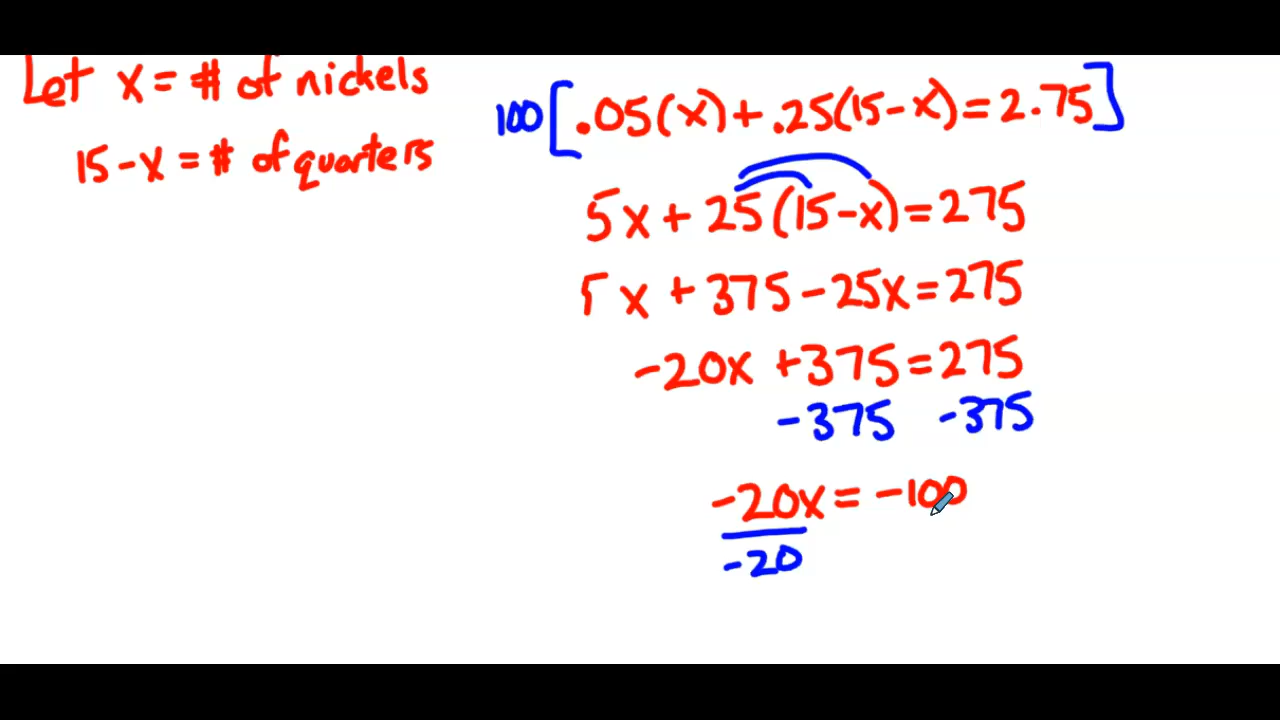 Let x = # of nickels
15 - x = # of quarters
100[.05(x) + .25(15 - x) = 2.75]
5x + 25(15 - x) = 275
5x + 375 - 25x = 275
-20x + 375 = 275
-375 -375
-20x = -100
-20